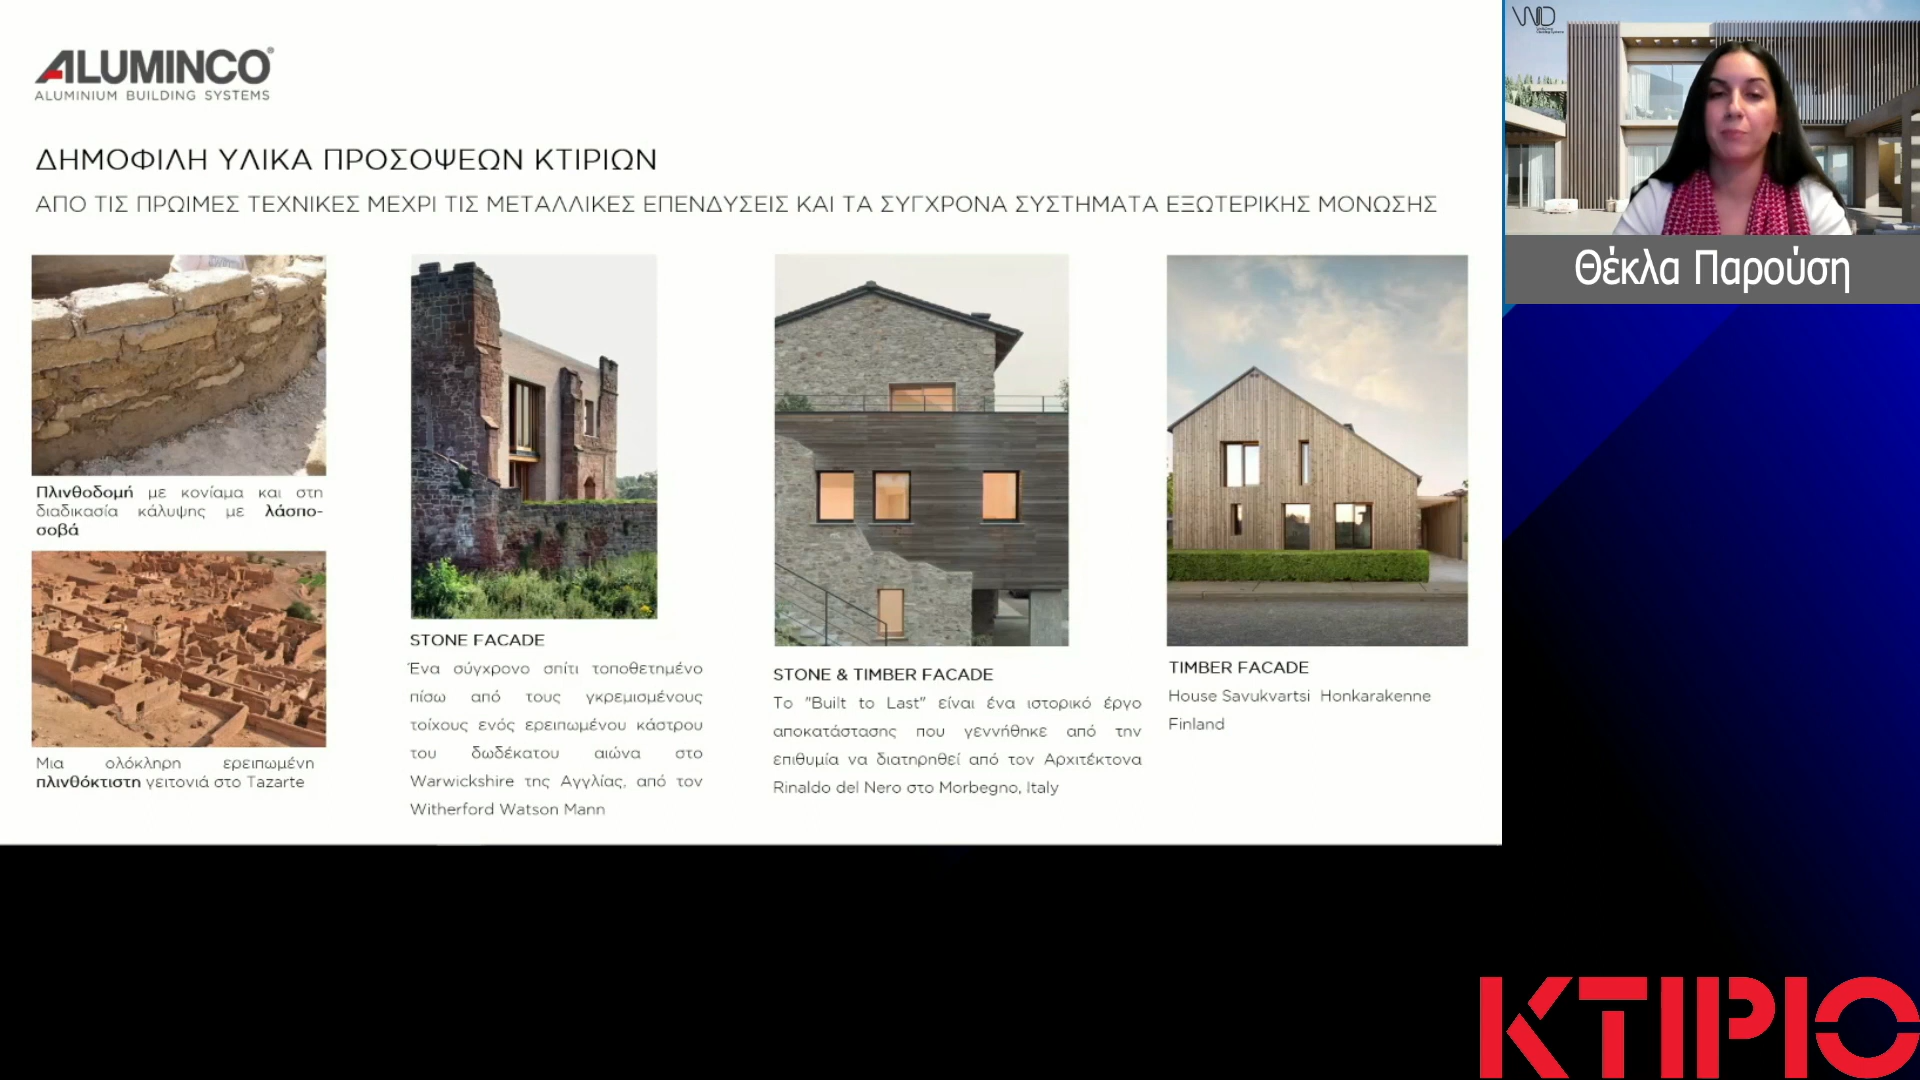 ALUMINCO®
ALUMINIUM BUILDING SYSTEMS
ΔΗΜΟΦΙΛΗ ΥΛΙΚΑ ΠΡΟΣΟΨΕΩΝ ΚΤΙΡΙΩΝ
ΑΠΟ ΤΙΣ ΠΡΩΙΜΕΣ ΤΕΧΝΙΚΕΣ ΜΕΧΡΙ ΤΙΣ ΜΕΤΑΛΛΙΚΕΣ ΕΠΕΝΔΥΣΕΙΣ ΚΑΙ ΤΑ ΣΥΓΧΡΟΝΑ ΣΥΣΤΗΜΑΤΑ ΕΞΩΤΕΡΙΚΗΣ ΜΟΝΩΣΗΣ
Πλινθοδομή με κονίαμα και στη
διαδικασία κάλυψης με λάσπο-
σοβά
Μια ολόκληρη ερειπωμένη
πλινθόκτιστη γειτονιά στο Tazarte
STONE FACADE
Ένα σύγχρονο σπίτι τοποθετημένο
πίσω από τους γκρεμισμένους
τοίχους ενός ερειπωμένου κάστρου
του δωδέκατου αιώνα στο
Warwickshire της Αγγλίας, από τον
Witherford Watson Mann
STONE & TIMBER FACADE
Το "Built to Last" είναι ένα ιστορικό έργο
αποκατάστασης που γεννήθηκε από την
επιθυμία να διατηρηθεί από τον Αρχιτέκτονα
Rinaldo del Nero στο Morbegno, Italy
TIMBER FACADE
House Savukvartsi Honkarakenne
Finland
Θέκλα Παρούση
ΚΤΙΡΙΟ